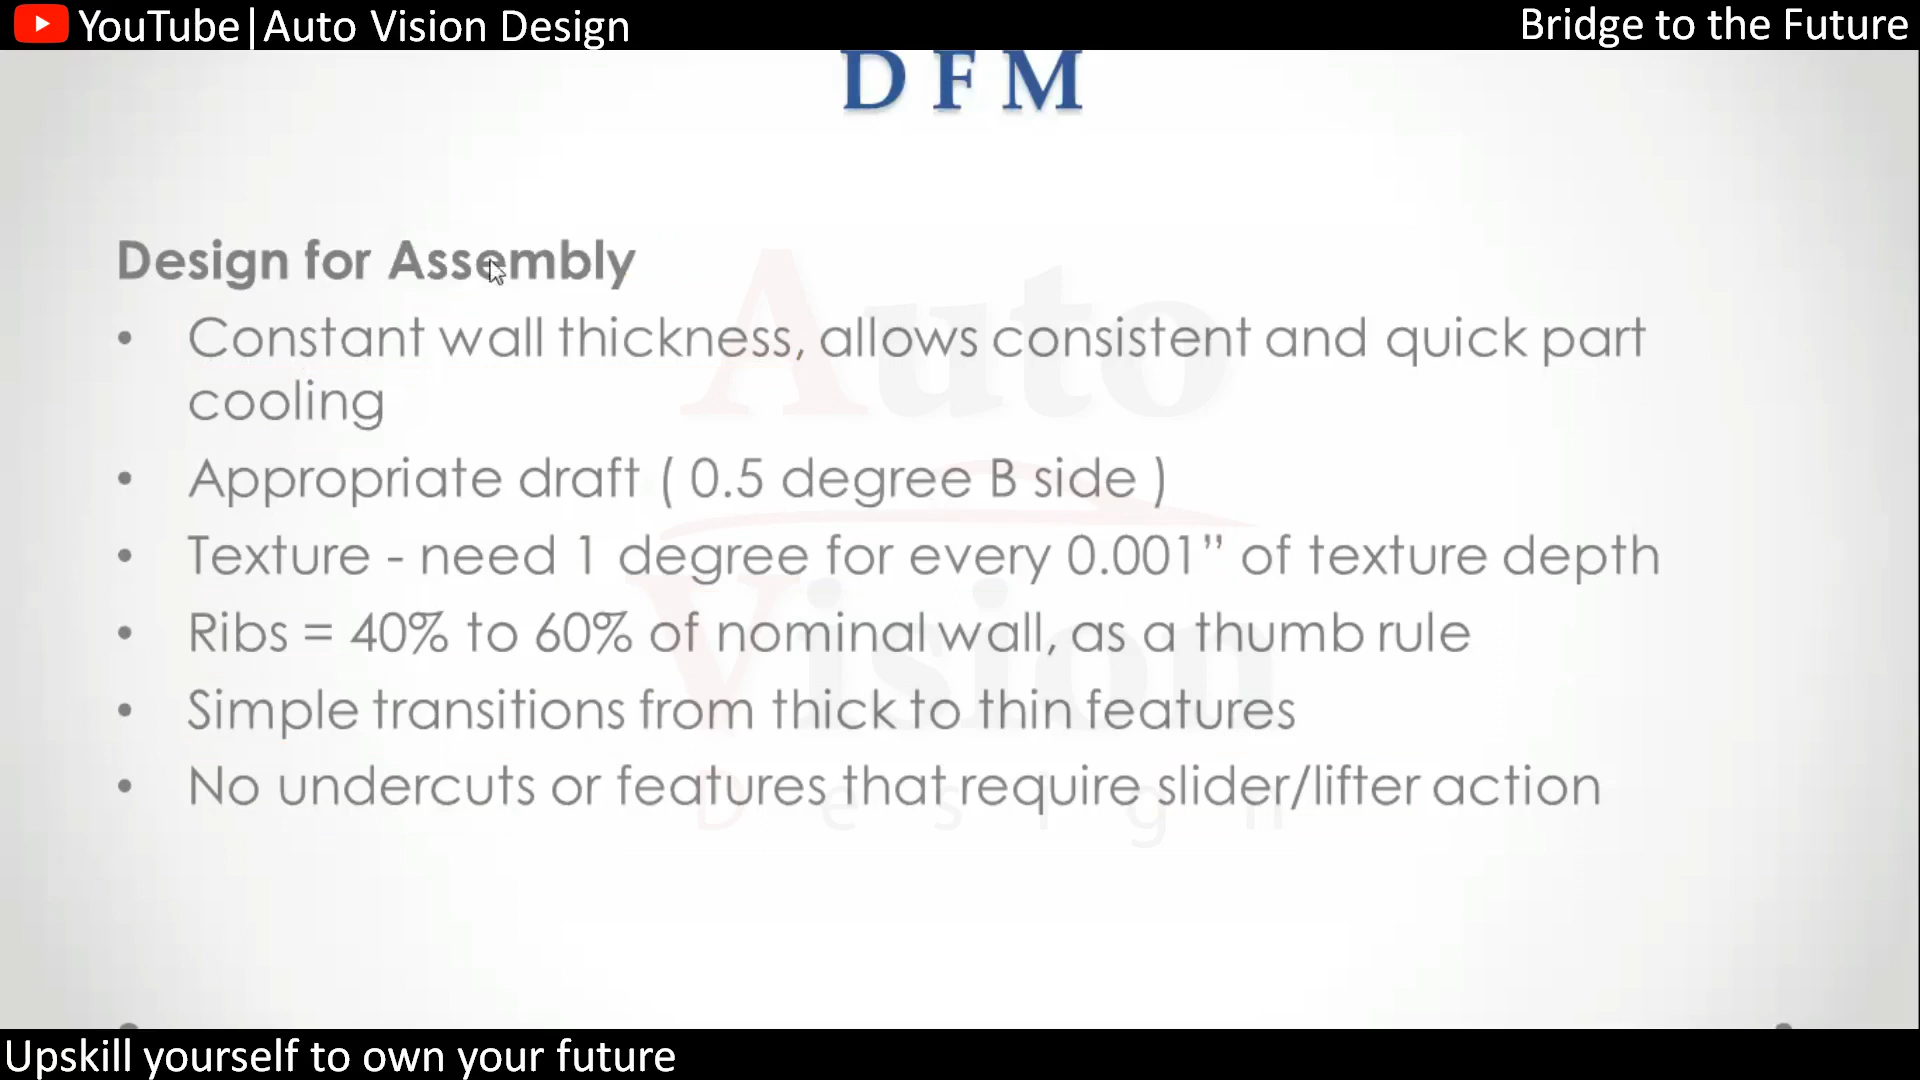 YouTube|Auto Vision Design
Bridge to the Future
DFM
Design for Assembly
• Constant wall thickness, allows consistent and quick part
cooling
• Appropriate draft ( 0.5 degree B side )
• Texture - need 1 degree for every 0.001” of texture depth
• Ribs = 40% to 60% of nominal wall, as a thumb rule
• Simple transitions from thick to thin features
• No undercuts or features that require slider/lifter action
Auto
Vision
Design
Upskill yourself to own your future